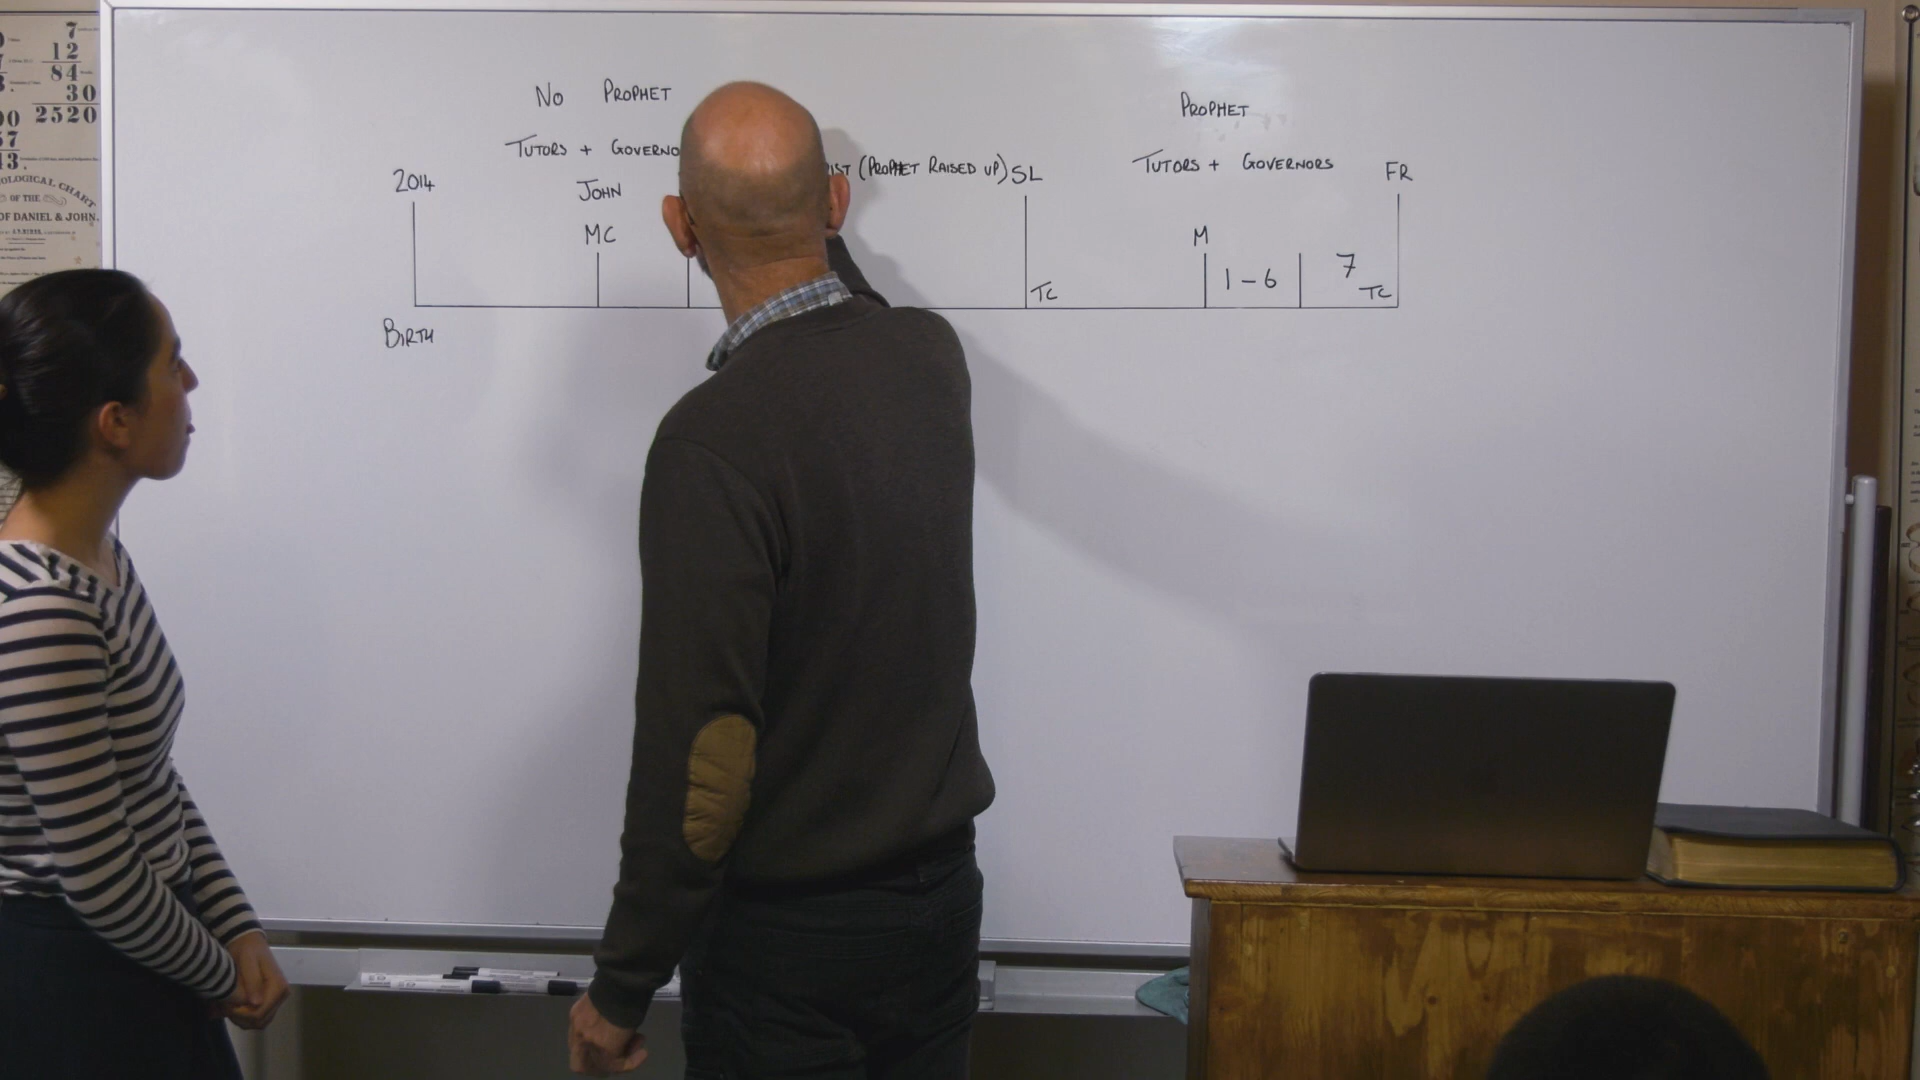 7
12
84
30
2520
OLOGICAL CHART
OF THE
OF DANIEL & JOHN.
NO PROPHET
PROPHET
TUTORS + GOVERNO
IST (PROPHET RAISED UP)
TUTORS + GOVERNORS
2014
JOHN
SL
FR
MC
M
1-6
7
TC
TC
BIRTH